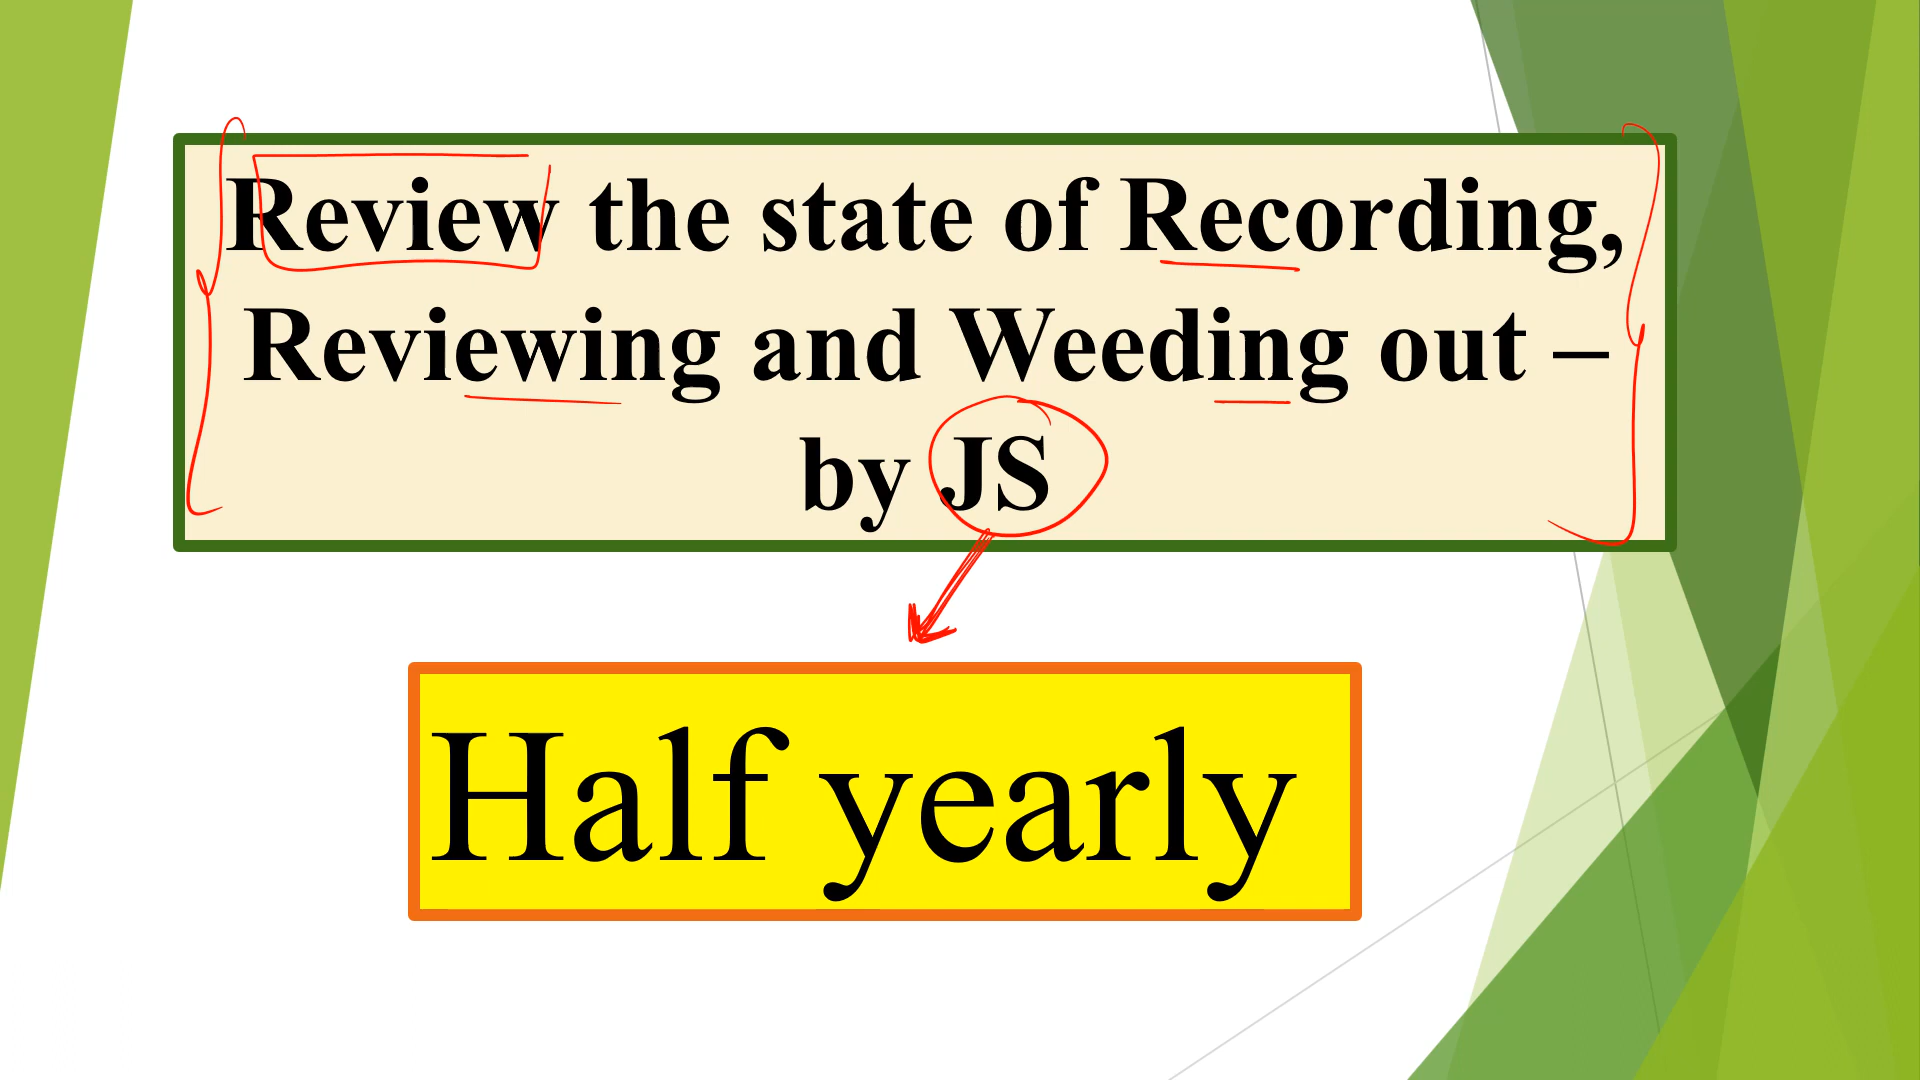 Review the state of Recording,
Reviewing and Weeding out –
by JS
Half yearly